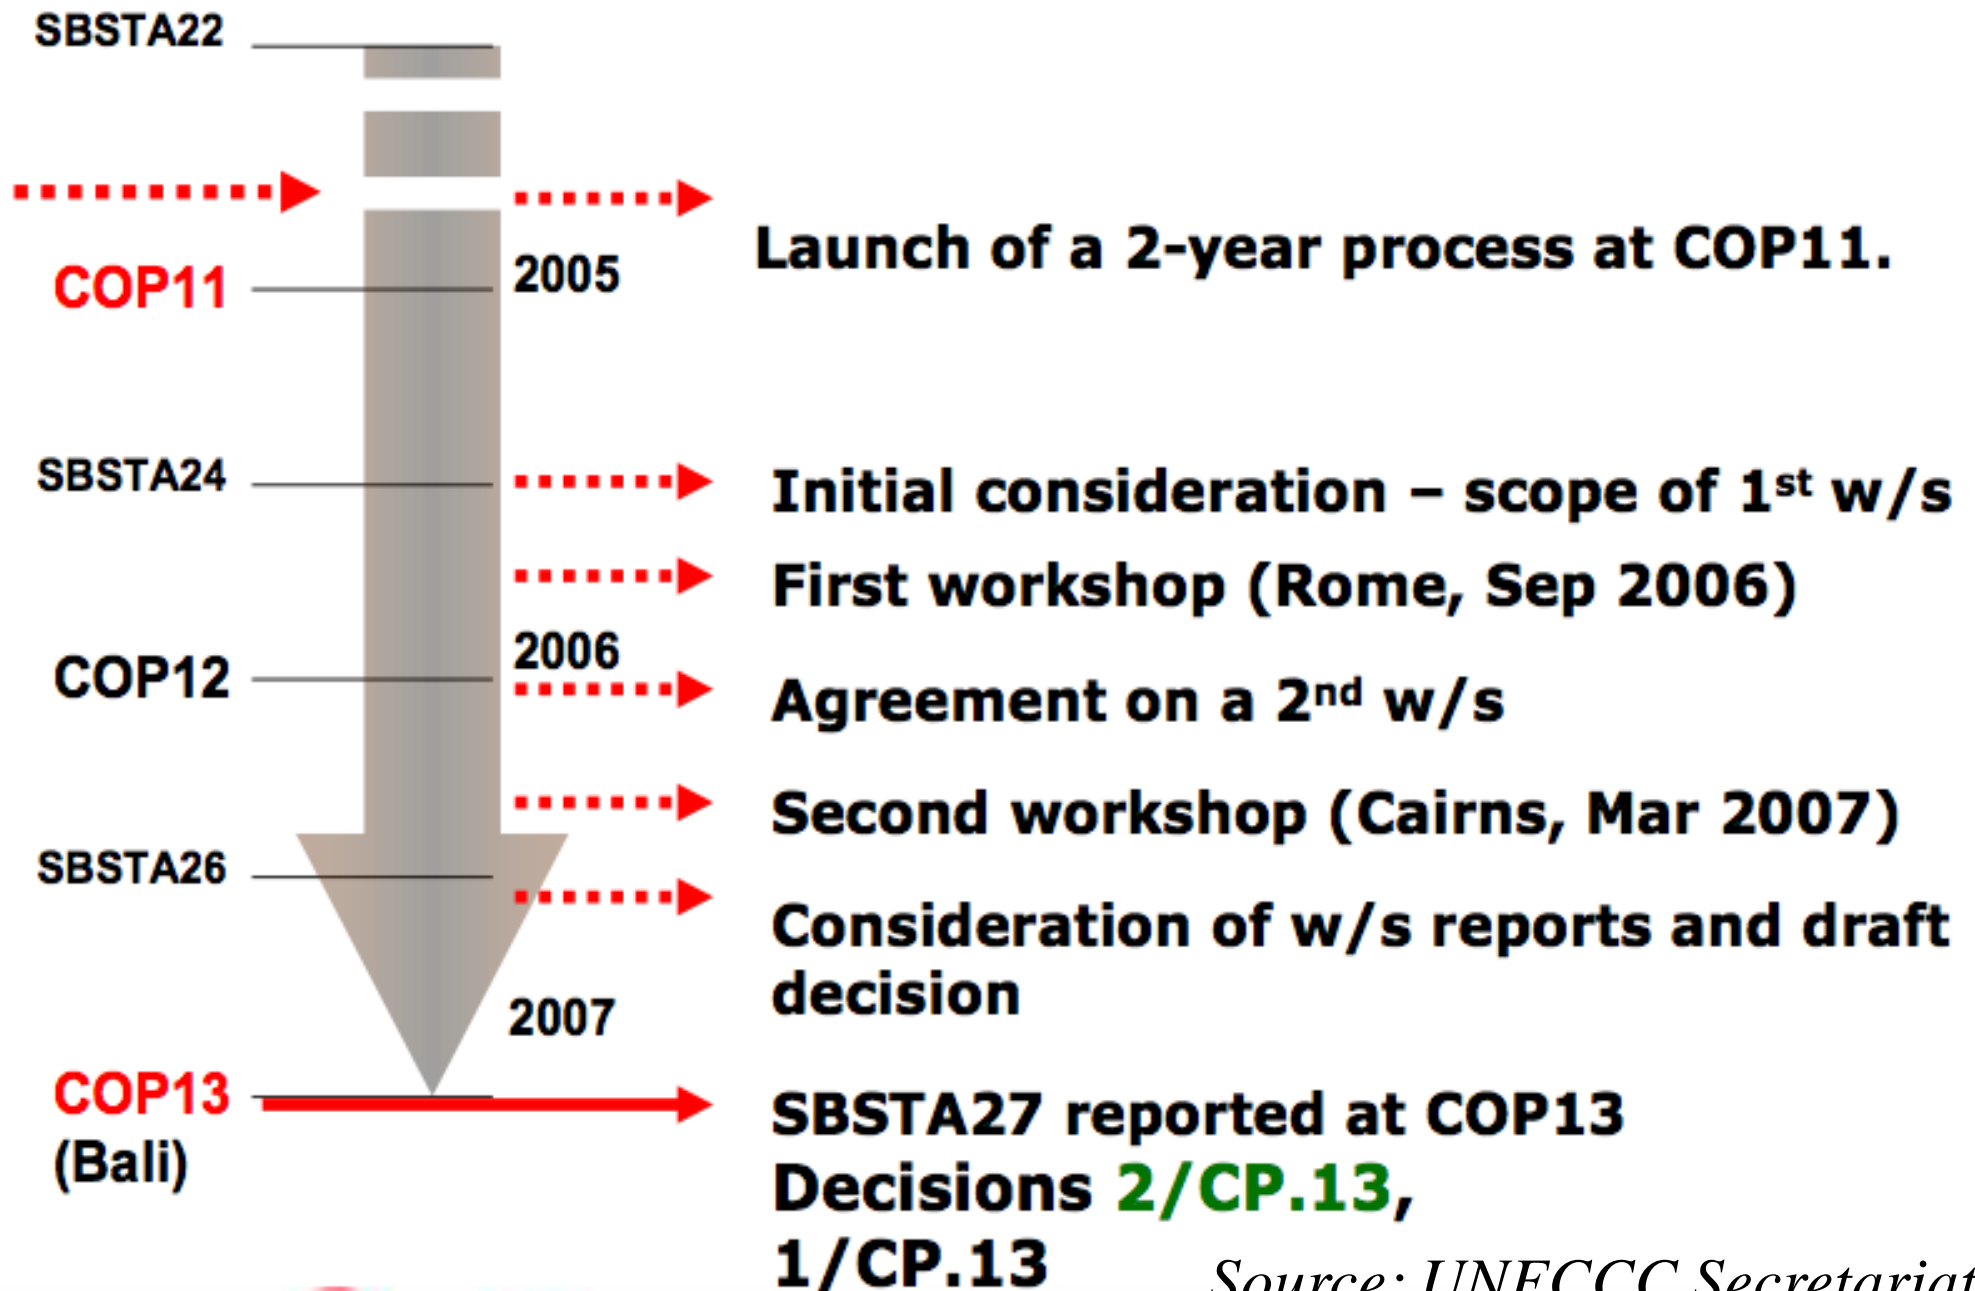 SBSTA22
Launch of a 2-year process at COP11.
COP11
2005
SBSTA24
Initial consideration – scope of 1st w/s
First workshop (Rome, Sep 2006)
2006
COP12
Agreement on a 2nd w/s
Second workshop (Cairns, Mar 2007)
SBSTA26
Consideration of w/s reports and draft
decision
2007
COP13
(Bali)
SBSTA27 reported at COP13
Decisions 2/CP.13,
1/CP.13
Source: UNFCCC Secretariat